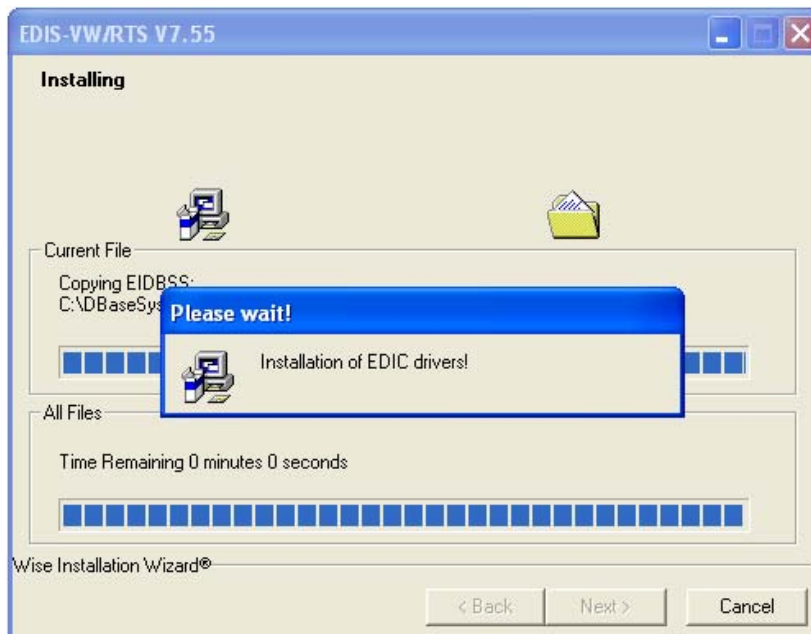 EDIS-VW/RTS V7.55
Installing
Current File
Copying EIDBSS:
C:\DBaseSys
Please wait!
Installation of EDIC drivers!
All Files
Time Remaining 0 minutes 0 seconds
Wise Installation Wizard®
< Back Next > Cancel